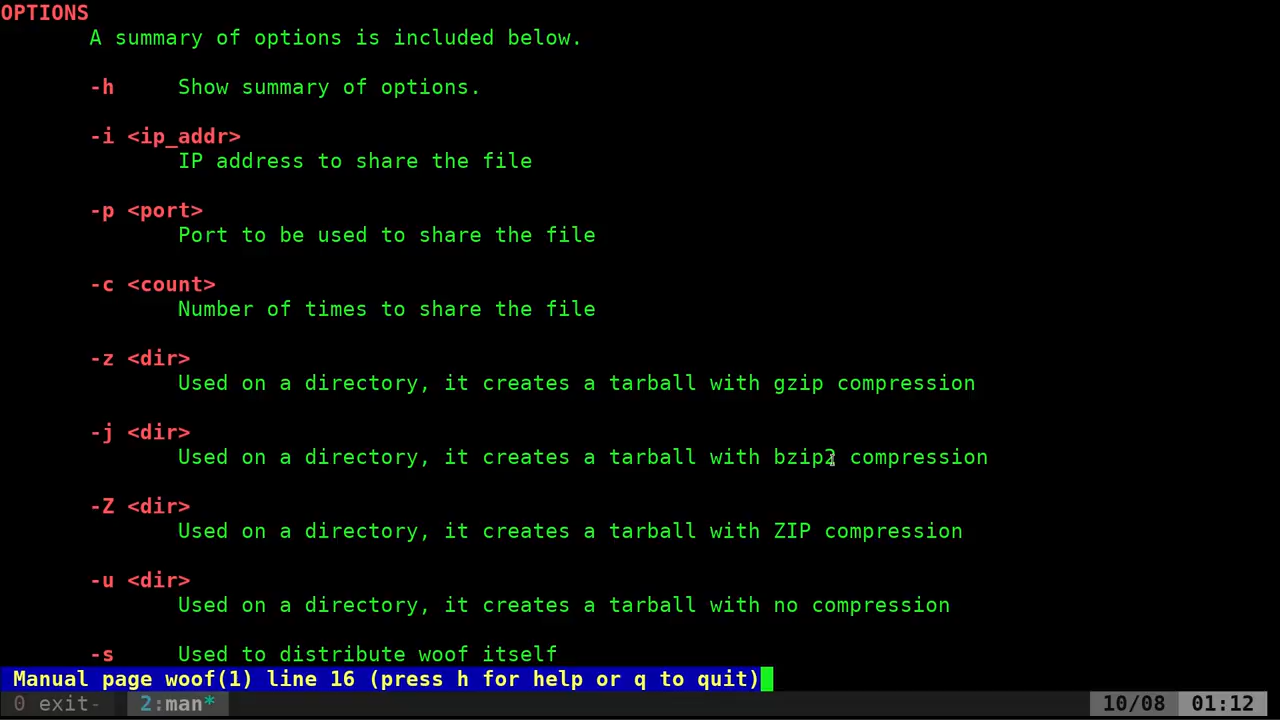 OPTIONS
A summary of options is included below.
-h Show summary of options.
-i <ip_addr>
IP address to share the file
-p <port>
Port to be used to share the file
-c <count>
Number of times to share the file
-z <dir>
Used on a directory, it creates a tarball with gzip compression
-j <dir>
Used on a directory, it creates a tarball with bzip2 compression
-Z <dir>
Used on a directory, it creates a tarball with ZIP compression
-u <dir>
Used on a directory, it creates a tarball with no compression
-s Used to distribute woof itself
Manual page woof(1) line 16 (press h for help or q to quit)
0 exit- 2:man* 10/08 01:12